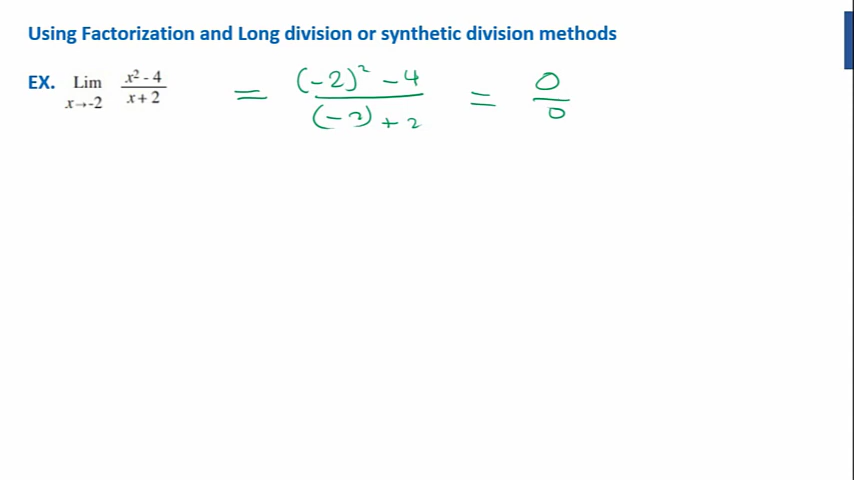 Using Factorization and Long division or synthetic division methods
EX. Lim x→-2 (x² - 4)/(x + 2) = ((-2)² - 4)/((-2) + 2) = 0/0